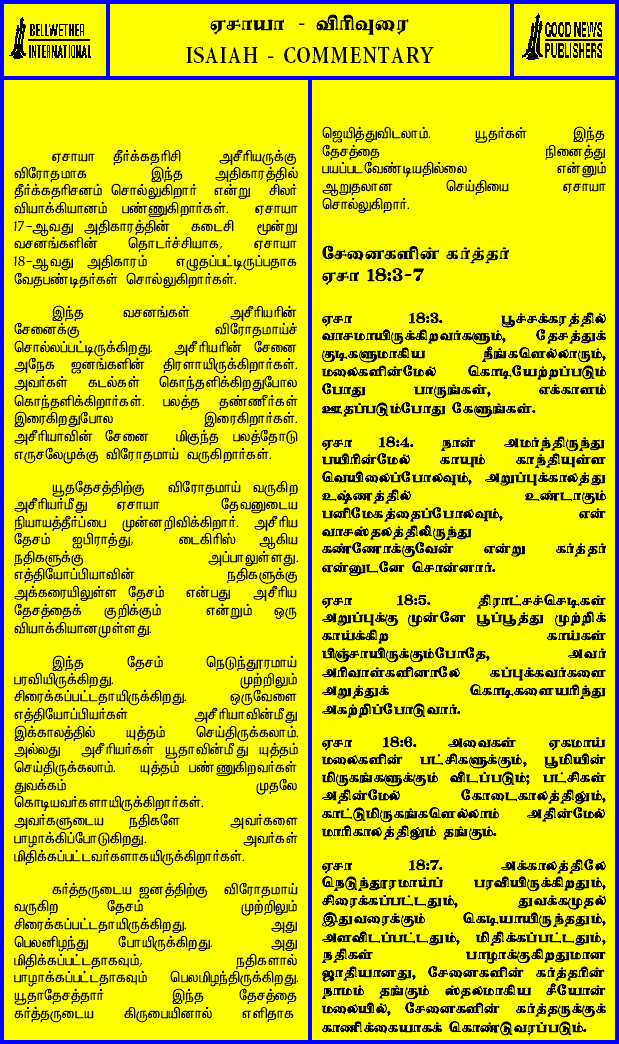 BELLWETHER
INTERNATIONAL
ஏசாயா - விரிவுரை
ISAIAH - COMMENTARY
GOOD NEWS
PUBLISHERS
ஏசாயா தீர்க்கதரிசி அசீரியருக்கு
விரோதமாக இந்த அதிகாரத்தில்
தீர்க்கதரிசனம் சொல்லுகிறார் என்று சிலர்
வியாக்கியானம் பண்ணுகிறார்கள். ஏசாயா
17-ஆவது அதிகாரத்தின் கடைசி மூன்று
வசனங்களின் தொடர்ச்சியாக, ஏசாயா
18-ஆவது அதிகாரம் எழுதப்பட்டிருப்பதாக
வேதபண்டிதர்கள் சொல்லுகிறார்கள்.
இந்த வசனங்கள் அசீரியரின்
சேனைக்கு விரோதமாய்ச்
சொல்லப்பட்டிருக்கிறது. அசீரியரின் சேனை
அநேக ஜனங்களின் திரளாயிருக்கிறார்கள்.
அவர்கள் கடல்கள் கொந்தளிக்கிறதுபோல
கொந்தளிக்கிறார்கள். பலத்த தண்ணீர்கள்
இரைகிறதுபோல இரைகிறார்கள்.
அசீரியாவின் சேனை மிகுந்த பலத்தோடு
எருசலேமுக்கு விரோதமாய் வருகிறார்கள்.
யூததேசத்திற்கு விரோதமாய் வருகிற
அசீரியர்மீது ஏசாயா தேவனுடைய
நியாயத்தீர்ப்பை முன்னறிவிக்கிறார். அசீரிய
தேசம் ஐபிராத்து, டைகிரிஸ் ஆகிய
நதிகளுக்கு அப்பாலுள்ளது.
எத்தியோப்பியாவின் நதிகளுக்கு
அக்கரையிலுள்ள தேசம் என்பது அசீரிய
தேசத்தைக் குறிக்கும் என்றும் ஒரு
வியாக்கியானமுள்ளது.
இந்த தேசம் நெடுந்தூரமாய்
பரவியிருக்கிறது. முற்றிலும்
சிரைக்கப்பட்டதாயிருக்கிறது. ஒருவேளை
எத்தியோப்பியர்கள் அசீரியாவின்மீது
இக்காலத்தில் யுத்தம் செய்திருக்கலாம்.
அல்லது அசீரியர்கள் யூதாவின்மீது யுத்தம்
செய்திருக்கலாம். யுத்தம் பண்ணுகிறவர்கள்
துவக்கம் முதலே
கொடியவர்களாயிருக்கிறார்கள்.
அவர்களுடைய நதிகளே அவர்களை
பாழாக்கிப்போடுகிறது. அவர்கள்
மிதிக்கப்பட்டவர்களாகயிருக்கிறார்கள்.
கர்த்தருடைய ஜனத்திற்கு விரோதமாய்
வருகிற தேசம் முற்றிலும்
சிரைக்கப்பட்டதாயிருக்கிறது. அது
பெலனிழந்து போயிருக்கிறது. அது
மிதிக்கப்பட்டதாகவும், நதிகளால்
பாழாக்கப்பட்டதாகவும் பெலமிழந்திருக்கிறது.
யூதாதேசத்தார் இந்த தேசத்தை
கர்த்தருடைய கிருபையினால் எளிதாக
ஜெயித்துவிடலாம். யூதர்கள் இந்த
தேசத்தை நினைத்து
பயப்படவேண்டியதில்லை என்னும்
ஆறுதலான செய்தியை ஏசாயா
சொல்லுகிறார்.
சேனைகளின் கர்த்தர்
ஏசா 18:3-7
ஏசா 18:3. பூச்சக்கரத்தில்
வாசமாயிருக்கிறவர்களும், தேசத்துக்
குடிகளுமாகிய நீங்களெல்லாரும்,
மலைகளின்மேல் கொடியேற்றப்படும்
போது பாருங்கள், எக்காளம்
ஊதப்படும்போது கேளுங்கள்.
ஏசா 18:4. நான் அமர்ந்திருந்து
பயிரின்மேல் காயும் காந்தியுள்ள
வெயிலைப்போலவும், அறுப்புக்காலத்து
உஷ்ணத்தில் உண்டாகும்
பனிமேகத்தைப்போலவும், என்
வாசஸ்தலத்திலிருந்து
கண்ணோக்குவேன் என்று கர்த்தர்
என்னுடனே சொன்னார்.
ஏசா 18:5. திராட்சச்செடிகள்
அறுப்புக்கு முன்னே பூப்பூத்து முற்றிக்
காய்க்கிற காய்கள்
பிஞ்சாயிருக்கும்போதே, அவர்
அரிவாள்களினாலே கப்புக்கவர்களை
அறுத்துக் கொடிகளையரிந்து
அகற்றிப்போடுவார்.
ஏசா 18:6. அவைகள் ஏகமாய்
மலைகளின் பட்சிகளுக்கும், பூமியின்
மிருகங்களுக்கும் விடப்படும்; பட்சிகள்
அதின்மேல் கோடைகாலத்திலும்,
காட்டுமிருகங்களெல்லாம் அதின்மேல்
மாரிகாலத்திலும் தங்கும்.
ஏசா 18:7. அக்காலத்திலே
நெடுந்தூரமாய்ப் பரவியிருக்கிறதும்,
சிரைக்கப்பட்டதும், துவக்கமுதல்
இதுவரைக்கும் கெடியாயிருந்ததும்,
அளவிடப்பட்டதும், மிதிக்கப்பட்டதும்,
நதிகள் பாழாக்குகிறதுமான
ஜாதியானது, சேனைகளின் கர்த்தரின்
நாமம் தங்கும் ஸ்தலமாகிய சீயோன்
மலையில், சேனைகளின் கர்த்தருக்குக்
காணிக்கையாகக் கொண்டுவரப்படும்.